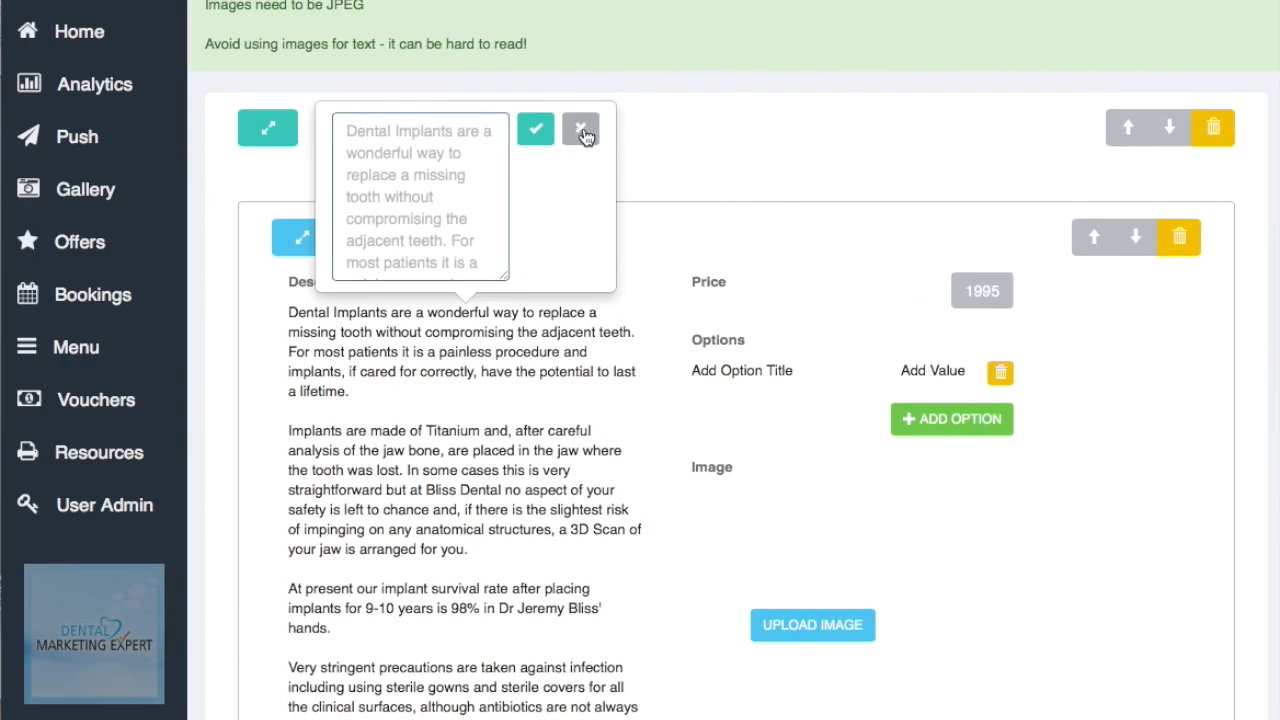 Images need to be JPEG
Avoid using images for text - it can be hard to read!
Home
Analytics
Push
Gallery
Offers
Bookings
Menu
Vouchers
Resources
User Admin
DENTAL
MARKETING EXPERT
Dental Implants are a
wonderful way to
replace a missing
tooth without
compromising the
adjacent teeth. For
most patients it is a
Des
Dental Implants are a wonderful way to replace a
missing tooth without compromising the adjacent teeth.
For most patients it is a painless procedure and
implants, if cared for correctly, have the potential to last
a lifetime.
Implants are made of Titanium and, after careful
analysis of the jaw bone, are placed in the jaw where
the tooth was lost. In some cases this is very
straightforward but at Bliss Dental no aspect of your
safety is left to chance and, if there is the slightest risk
of impinging on any anatomical structures, a 3D Scan of
your jaw is arranged for you.
At present our implant survival rate after placing
implants for 9-10 years is 98% in Dr Jeremy Bliss'
hands.
Very stringent precautions are taken against infection
including using sterile gowns and sterile covers for all
the clinical surfaces, although antibiotics are not always
Price
1995
Options
Add Option Title
Add Value
ADD OPTION
Image
UPLOAD IMAGE